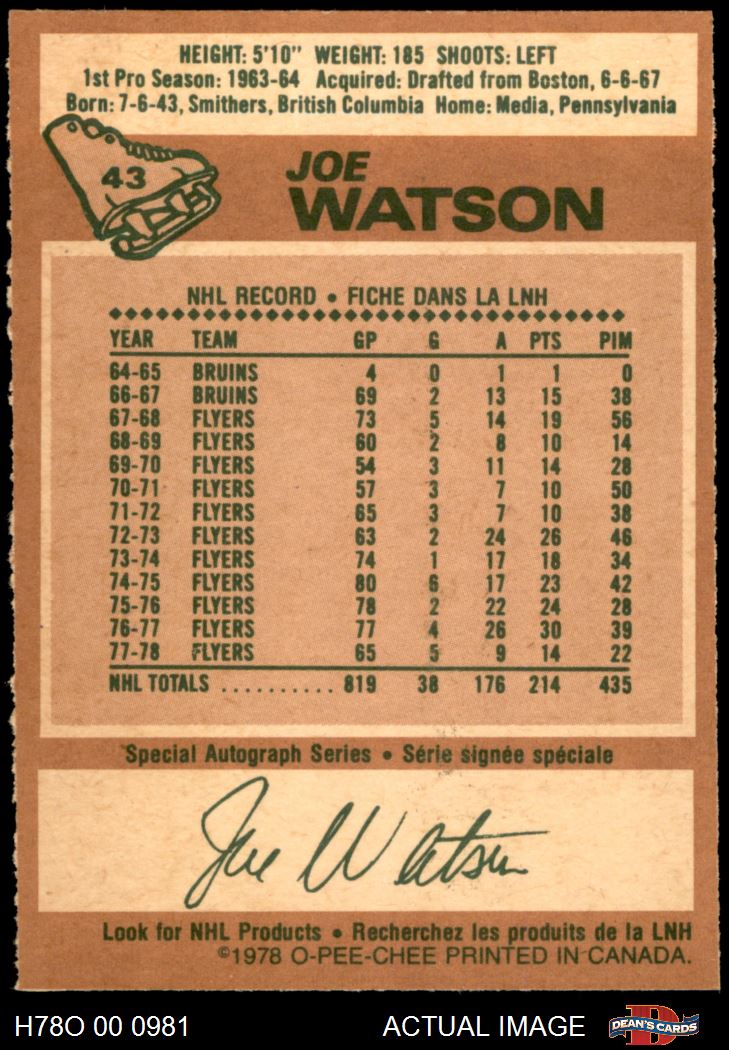 HEIGHT: 5'10" WEIGHT: 185 SHOOTS: LEFT
1st Pro Season: 1963-64 Acquired: Drafted from Boston, 6-6-67
Born: 7-6-43, Smithers, British Columbia Home: Media, Pennsylvania
43
JOE
WATSON
NHL RECORD • FICHE DANS LA LNH
YEAR TEAM GP G A PTS PIM
64-65 BRUINS 4 0 1 1 0
66-67 BRUINS 69 2 13 15 38
67-68 FLYERS 73 5 14 19 56
68-69 FLYERS 60 2 8 10 14
69-70 FLYERS 54 3 11 14 28
70-71 FLYERS 57 3 7 10 50
71-72 FLYERS 65 3 7 10 38
72-73 FLYERS 63 2 24 26 46
73-74 FLYERS 74 1 17 18 34
74-75 FLYERS 80 6 17 23 42
75-76 FLYERS 78 2 22 24 28
76-77 FLYERS 77 4 26 30 39
77-78 FLYERS 65 5 9 14 22
NHL TOTALS .......... 819 38 176 214 435
Special Autograph Series • Série signée spéciale
Joe Watson
Look for NHL Products • Recherchez les produits de la LNH
©1978 O-PEE-CHEE PRINTED IN CANADA.
H78O 00 0981 ACTUAL IMAGE D DEAN'S CARDS